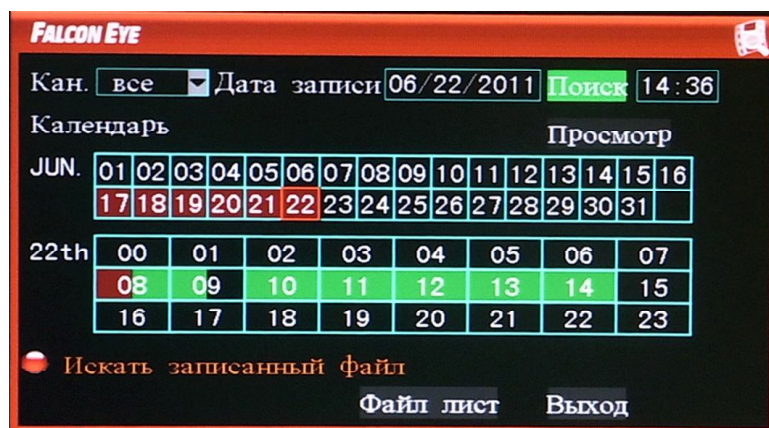 FALCON EYE
Кан. все Дата записи 06/22/2011 Поиск 14:36
Календарь Просмотр
JUN. 01 02 03 04 05 06 07 08 09 10 11 12 13 14 15 16
17 18 19 20 21 22 23 24 25 26 27 28 29 30 31
22th 00 01 02 03 04 05 06 07
08 09 10 11 12 13 14 15
16 17 18 19 20 21 22 23
Искать записанный файл
Файл лист Выход